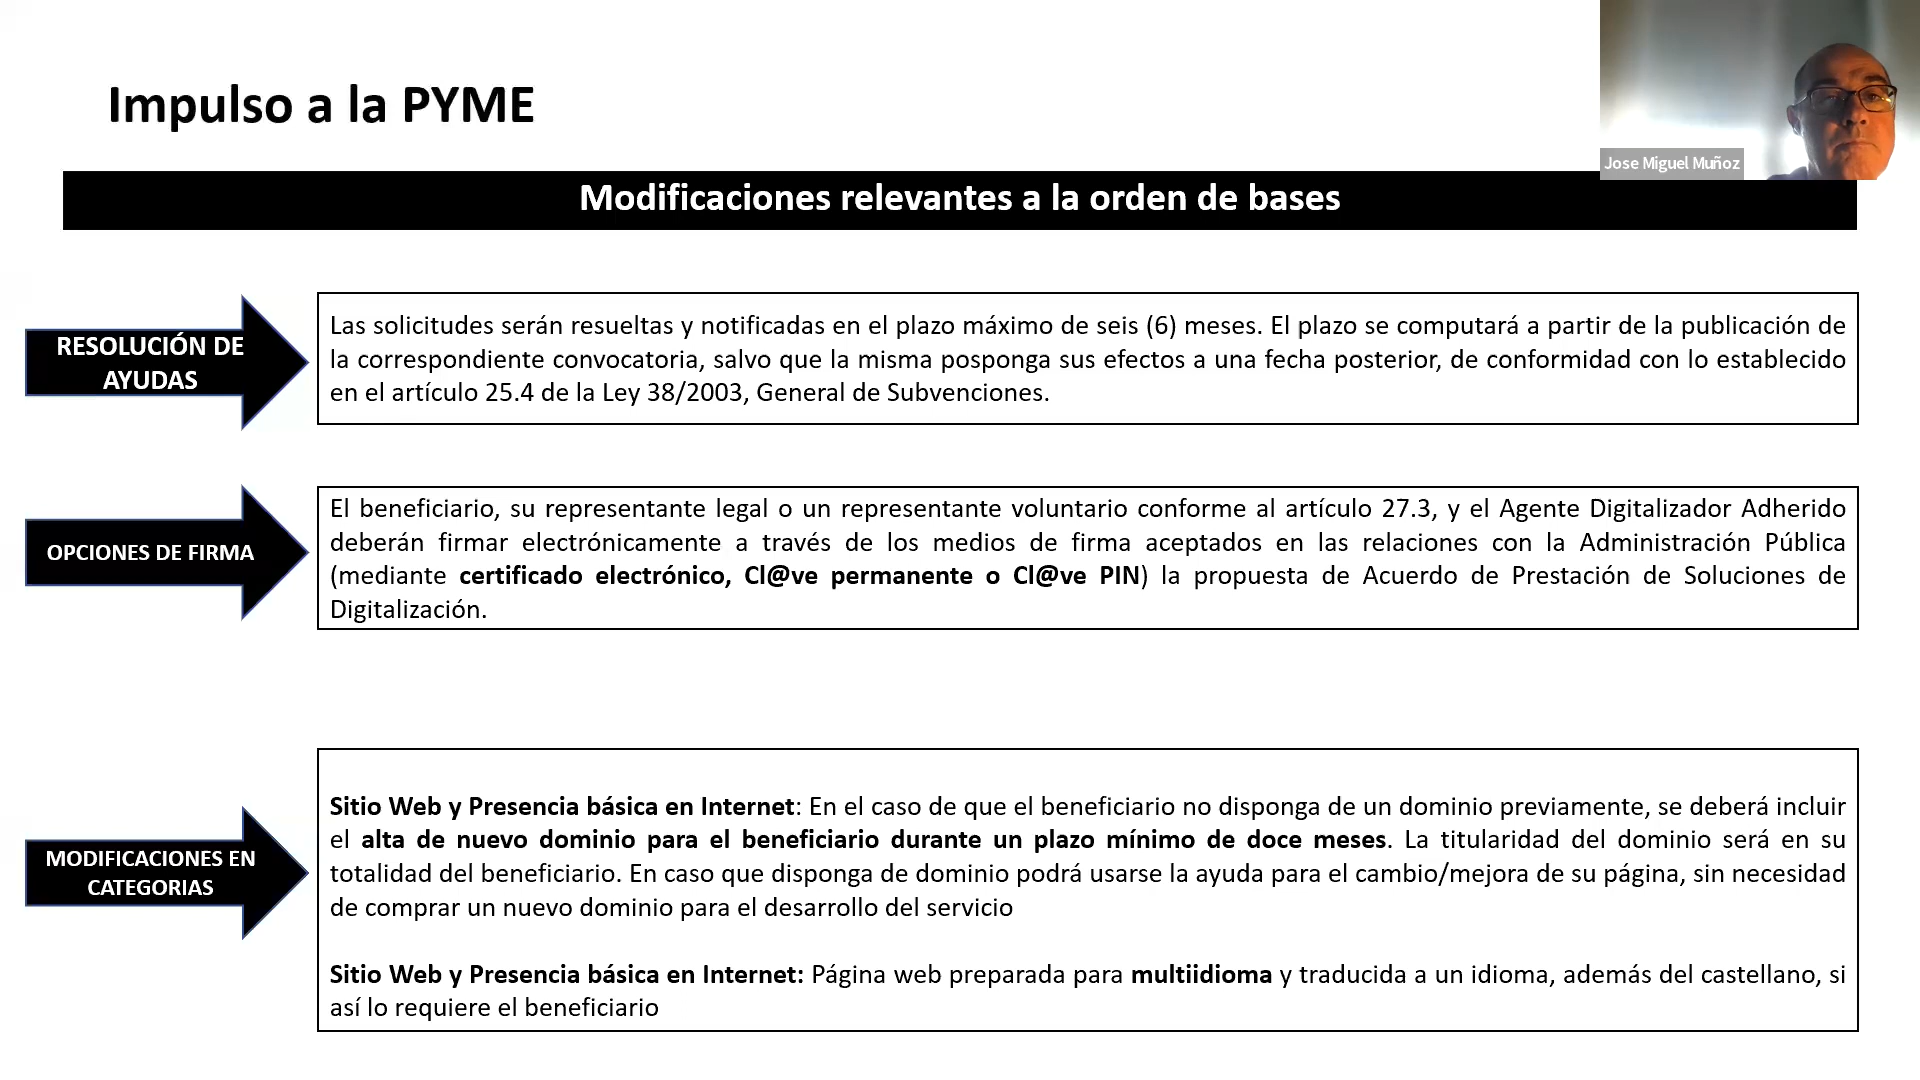 Impulso a la PYME
Jose Miguel Muñoz
Modificaciones relevantes a la orden de bases
RESOLUCIÓN DE
AYUDAS
Las solicitudes serán resueltas y notificadas en el plazo máximo de seis (6) meses. El plazo se computará a partir de la publicación de
la correspondiente convocatoria, salvo que la misma posponga sus efectos a una fecha posterior, de conformidad con lo establecido
en el artículo 25.4 de la Ley 38/2003, General de Subvenciones.
OPCIONES DE FIRMA
El beneficiario, su representante legal o un representante voluntario conforme al artículo 27.3, y el Agente Digitalizador Adherido
deberán firmar electrónicamente a través de los medios de firma aceptados en las relaciones con la Administración Pública
(mediante certificado electrónico, Cl@ve permanente o Cl@ve PIN) la propuesta de Acuerdo de Prestación de Soluciones de
Digitalización.
MODIFICACIONES EN
CATEGORIAS
Sitio Web y Presencia básica en Internet: En el caso de que el beneficiario no disponga de un dominio previamente, se deberá incluir
el alta de nuevo dominio para el beneficiario durante un plazo mínimo de doce meses. La titularidad del dominio será en su
totalidad del beneficiario. En caso que disponga de dominio podrá usarse la ayuda para el cambio/mejora de su página, sin necesidad
de comprar un nuevo dominio para el desarrollo del servicio
Sitio Web y Presencia básica en Internet: Página web preparada para multiidioma y traducida a un idioma, además del castellano, si
así lo requiere el beneficiario